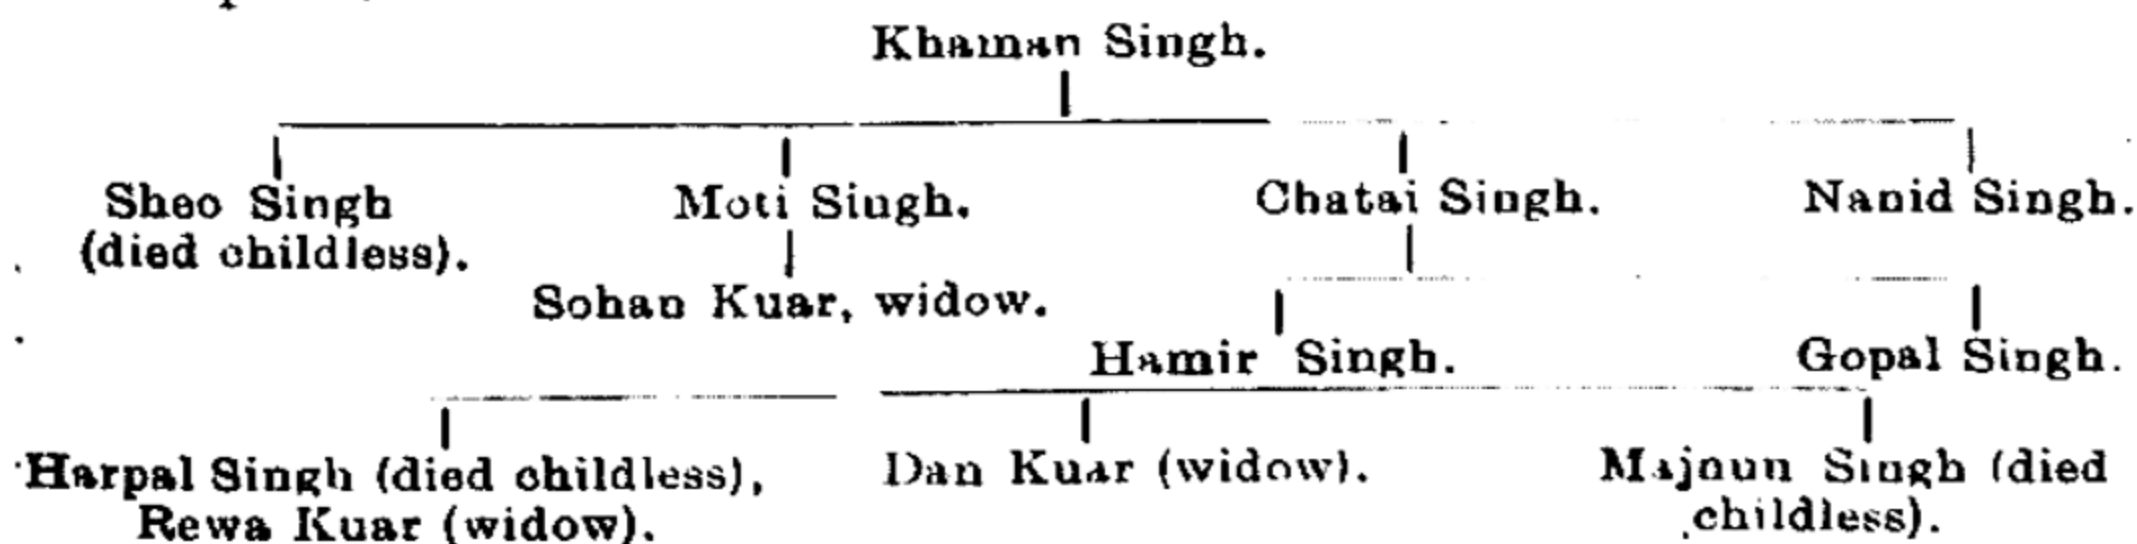 Khaman Singh.
Sheo Singh Moti Singh. Chatai Singh. Nanid Singh.
(died childless).
Sohan Kuar, widow.
Hamir Singh. Gopal Singh.
Harpal Singh (died childless), Dan Kuar (widow). Majnun Singh (died
Rewa Kuar (widow). childless).